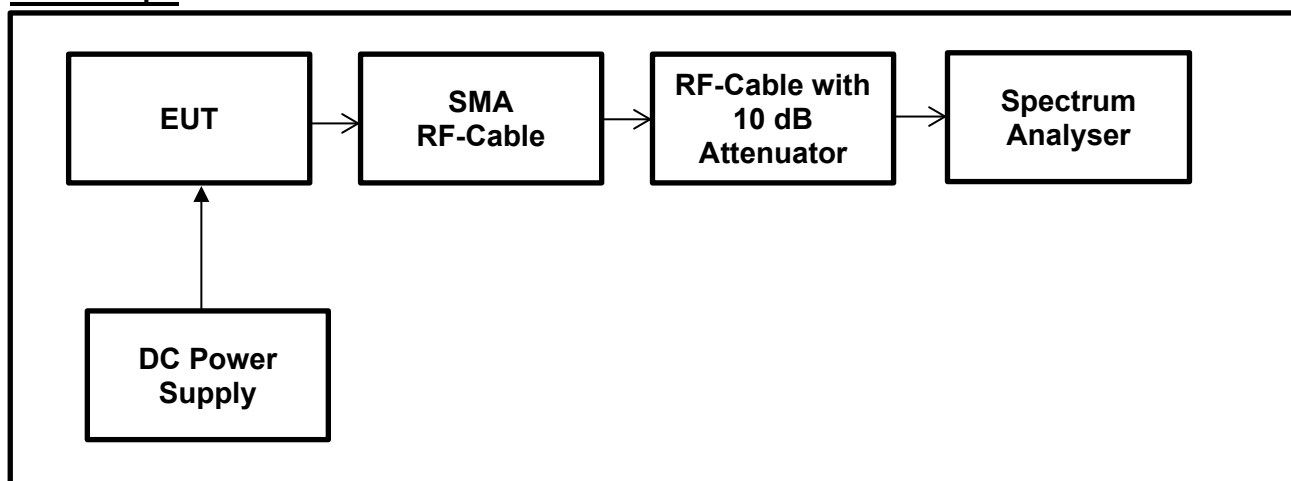 EUT
SMA
RF-Cable
RF-Cable with
10 dB
Attenuator
Spectrum
Analyser
DC Power
Supply